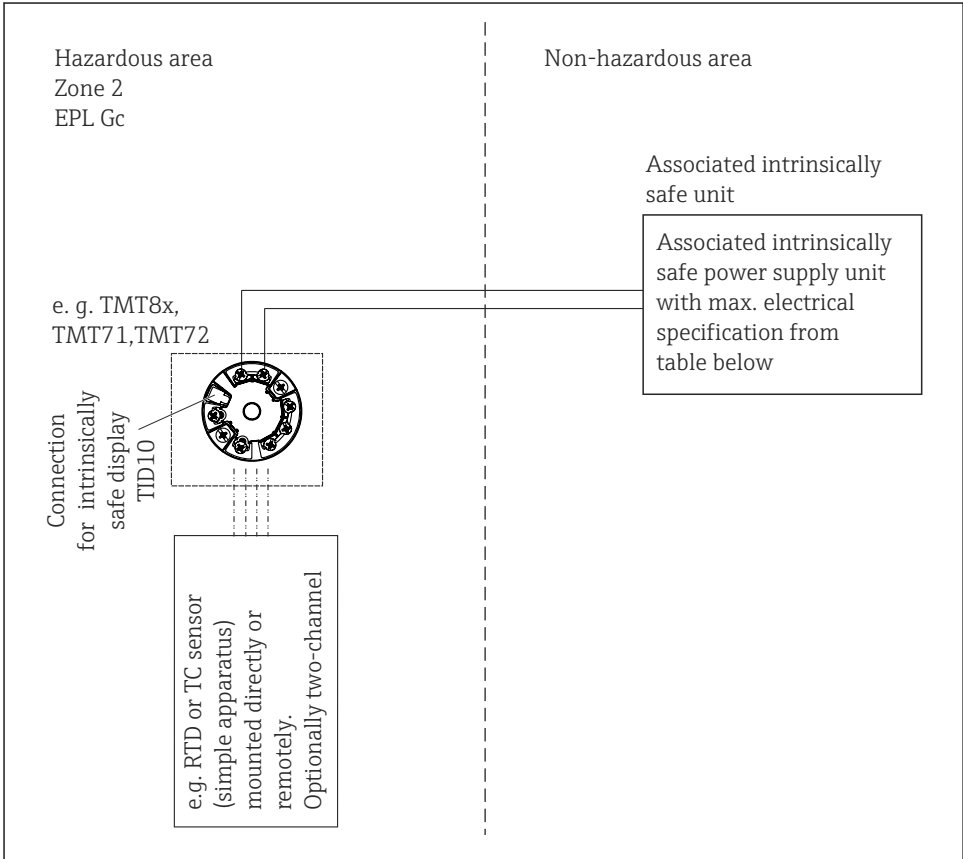 Hazardous area
Zone 2
EPL Gc
Non-hazardous area
Associated intrinsically
safe unit
Associated intrinsically
safe power supply unit
with max. electrical
specification from
table below
e. g. TMT8x,
TMT71,TMT72
Connection
for intrinsically
safe display
TID10
e.g. RTD or TC sensor
(simple apparatus)
mounted directly or
remotely.
Optionally two-channel